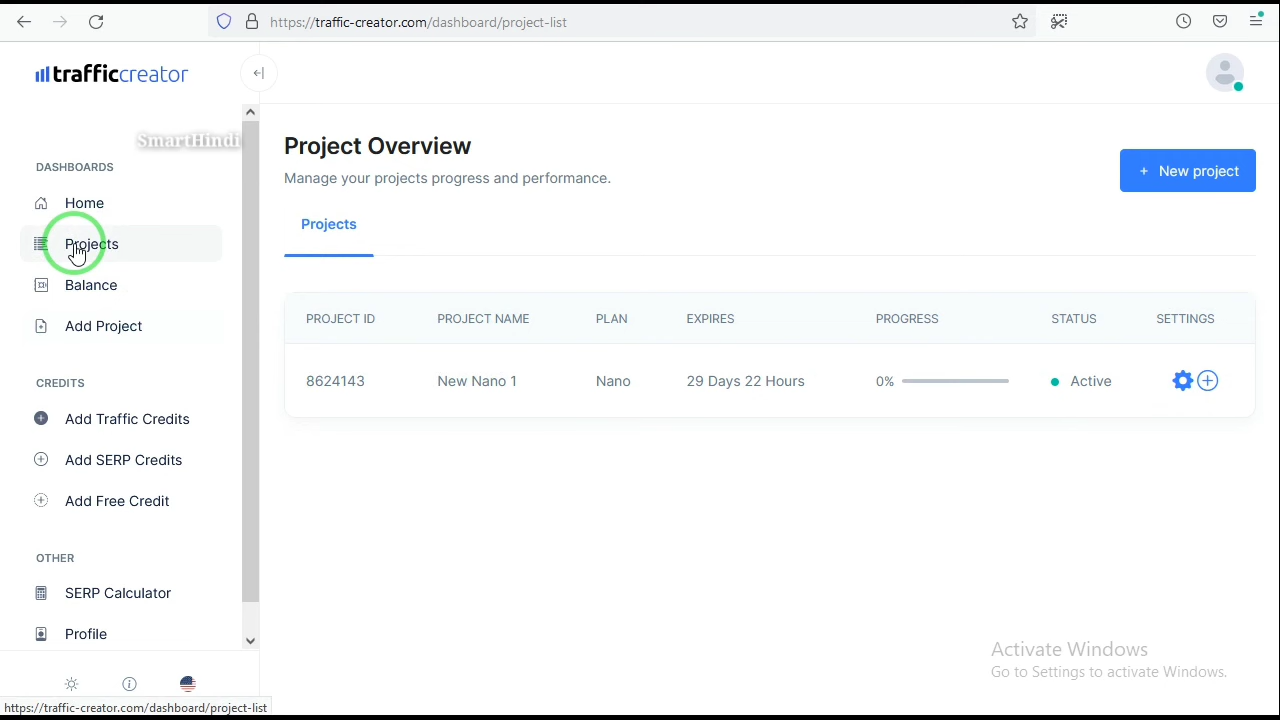 https://traffic-creator.com/dashboard/project-list
trafficcreator
SmartHindi
DASHBOARDS
Home
Projects
Balance
Add Project
CREDITS
Add Traffic Credits
Add SERP Credits
Add Free Credit
OTHER
SERP Calculator
Profile
Project Overview
Manage your projects progress and performance.
+ New project
Projects
PROJECT ID PROJECT NAME PLAN EXPIRES PROGRESS STATUS SETTINGS
8624143 New Nano 1 Nano 29 Days 22 Hours 0% Active
Activate Windows
Go to Settings to activate Windows.
https://traffic-creator.com/dashboard/project-list